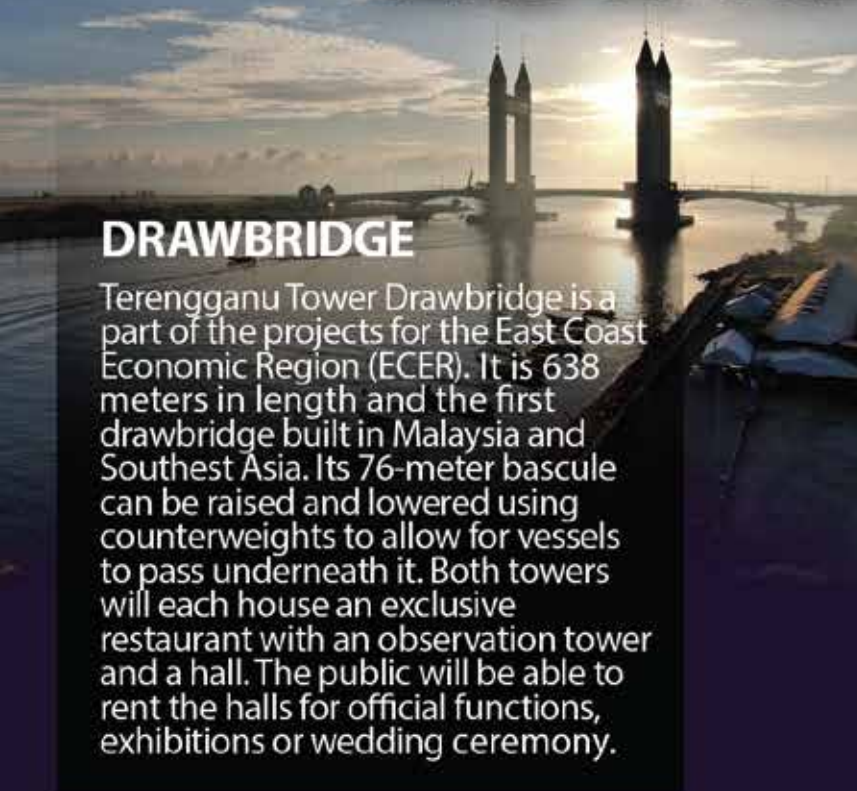 DRAWBRIDGE
Terengganu Tower Drawbridge is a
part of the projects for the East Coast
Economic Region (ECER). It is 638
meters in length and the first
drawbridge built in Malaysia and
Southest Asia. Its 76-meter bascule
can be raised and lowered using
counterweights to allow for vessels
to pass underneath it. Both towers
will each house an exclusive
restaurant with an observation tower
and a hall. The public will be able to
rent the halls for official functions,
exhibitions or wedding ceremony.